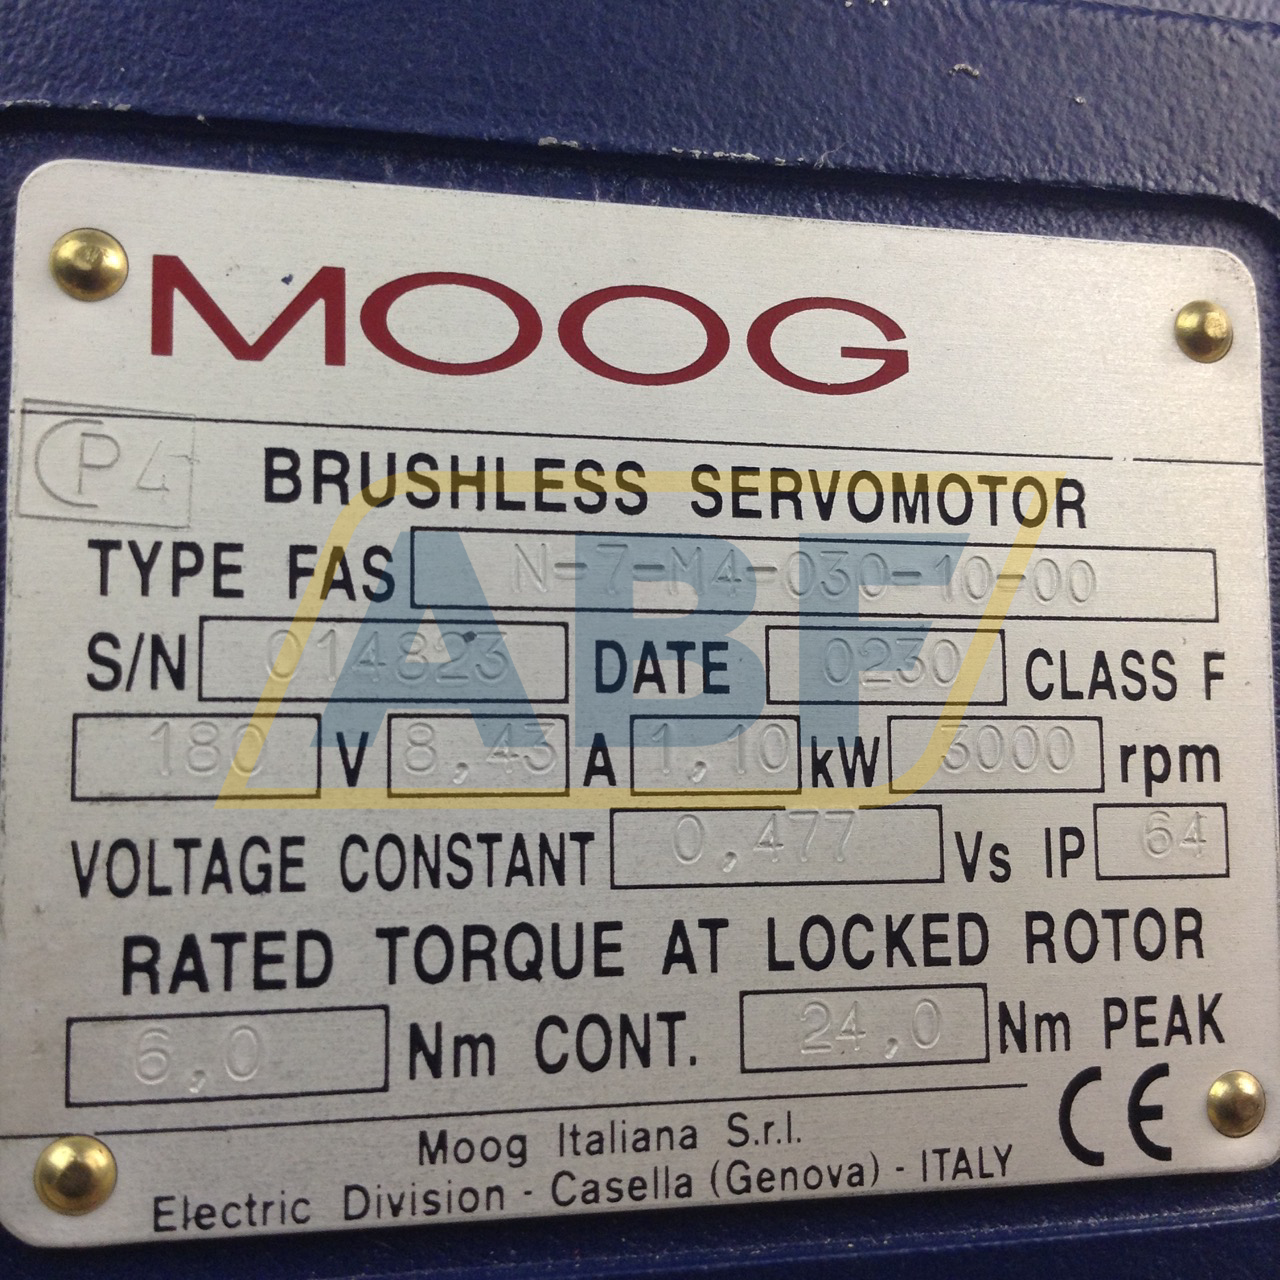 MOOG
CP4
BRUSHLESS SERVOMOTOR
TYPE FAS N-7-M4-030-10-00
S/N 014823 DATE 0230 CLASS F
180 V 8,43 A 1,10 kW 3000 rpm
VOLTAGE CONSTANT 0,477 Vs IP 64
RATED TORQUE AT LOCKED ROTOR
6,0 Nm CONT. 24,0 Nm PEAK
Moog Italiana S.r.l. CE
Electric Division - Casella (Genova) - ITALY
ABF